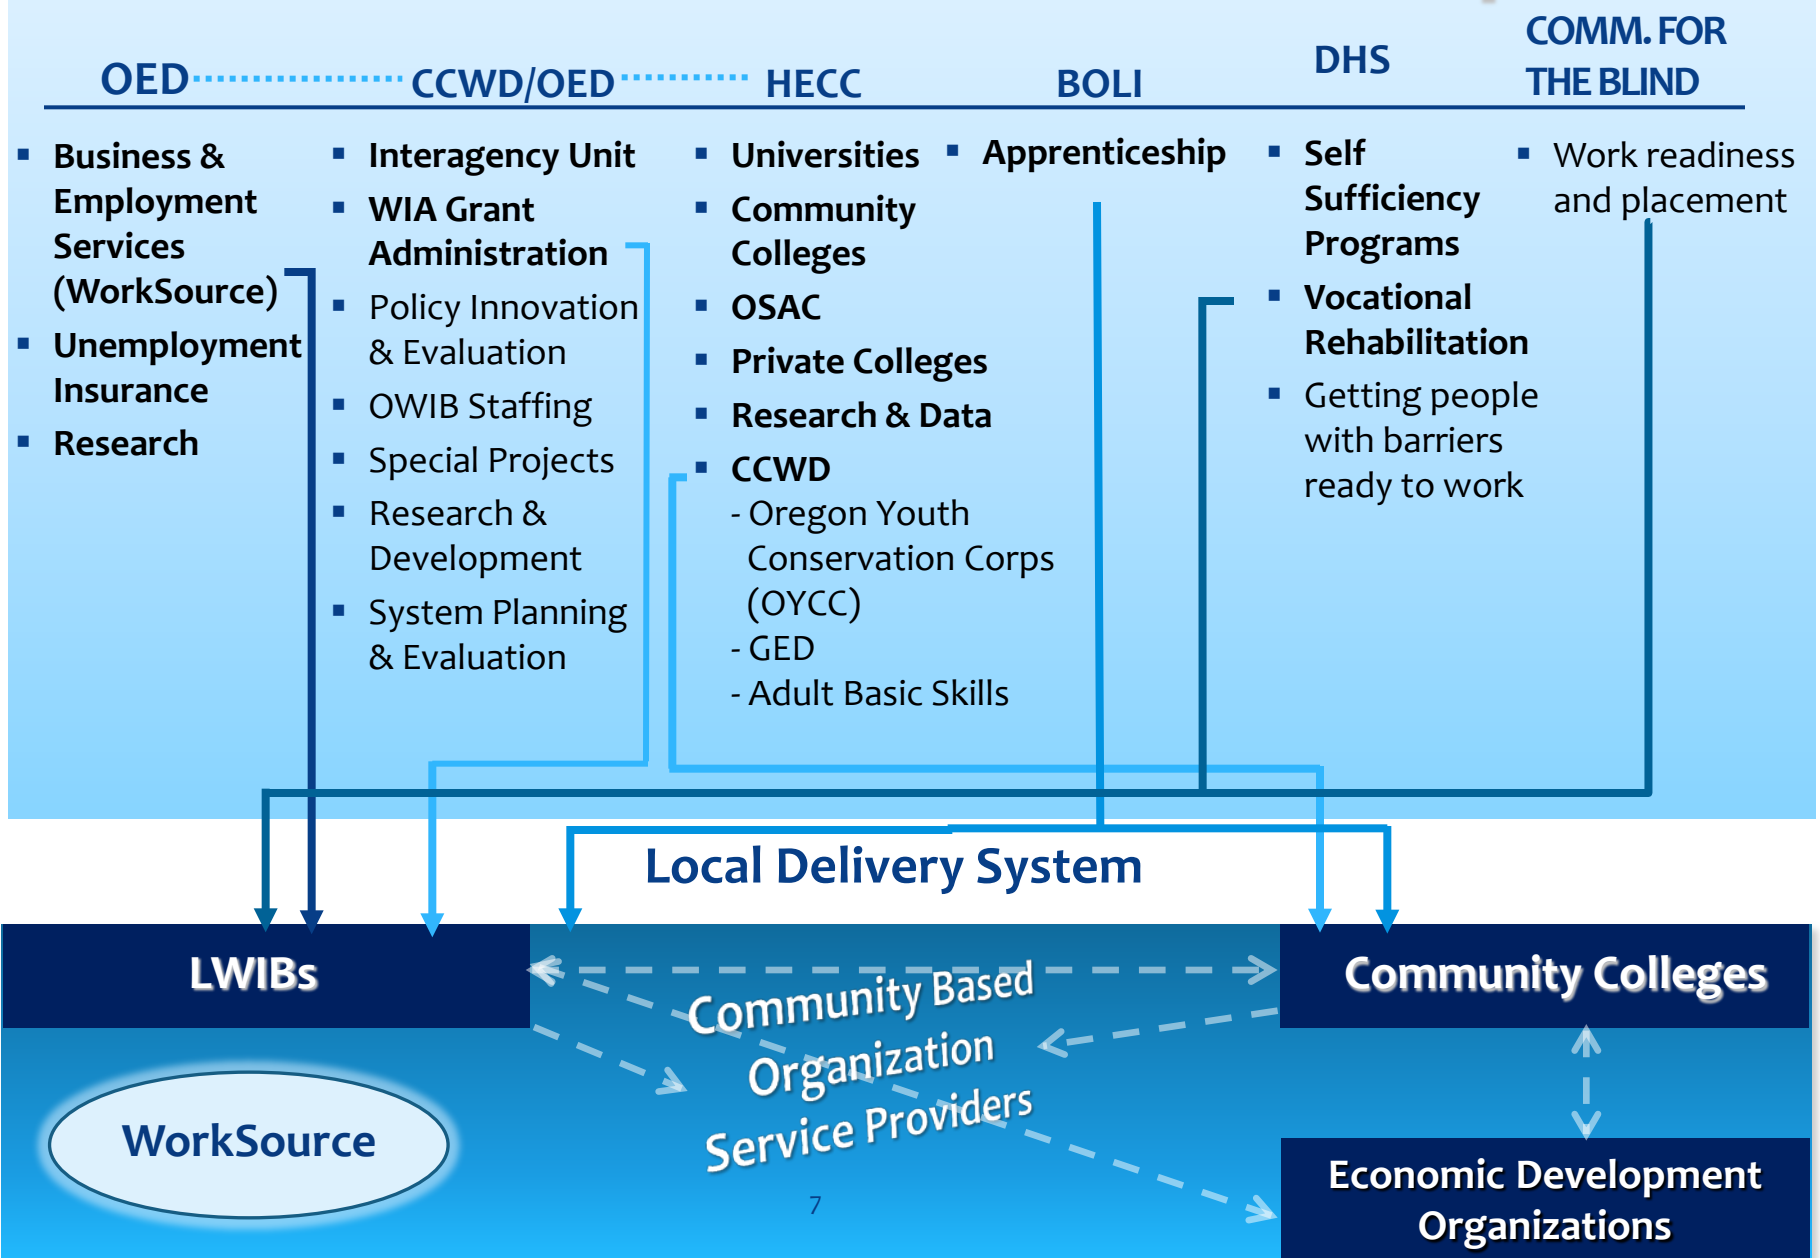 OED
CCWD/OED
HECC
BOLI
DHS
COMM. FOR
THE BLIND
▪ Business &
Employment
Services
(WorkSource)
▪ Unemployment
Insurance
▪ Research
▪ Interagency Unit
▪ WIA Grant
Administration
▪ Policy Innovation
& Evaluation
▪ OWIB Staffing
▪ Special Projects
▪ Research &
Development
▪ System Planning
& Evaluation
▪ Universities
▪ Community
Colleges
▪ OSAC
▪ Private Colleges
▪ Research & Data
▪ CCWD
- Oregon Youth
Conservation Corps
(OYCC)
- GED
- Adult Basic Skills
▪ Apprenticeship
▪ Self
Sufficiency
Programs
▪ Vocational
Rehabilitation
▪ Getting people
with barriers
ready to work
▪ Work readiness
and placement
Local Delivery System
LWIBs
Community Based
Organization
Service Providers
Community Colleges
WorkSource
Economic Development
Organizations
7